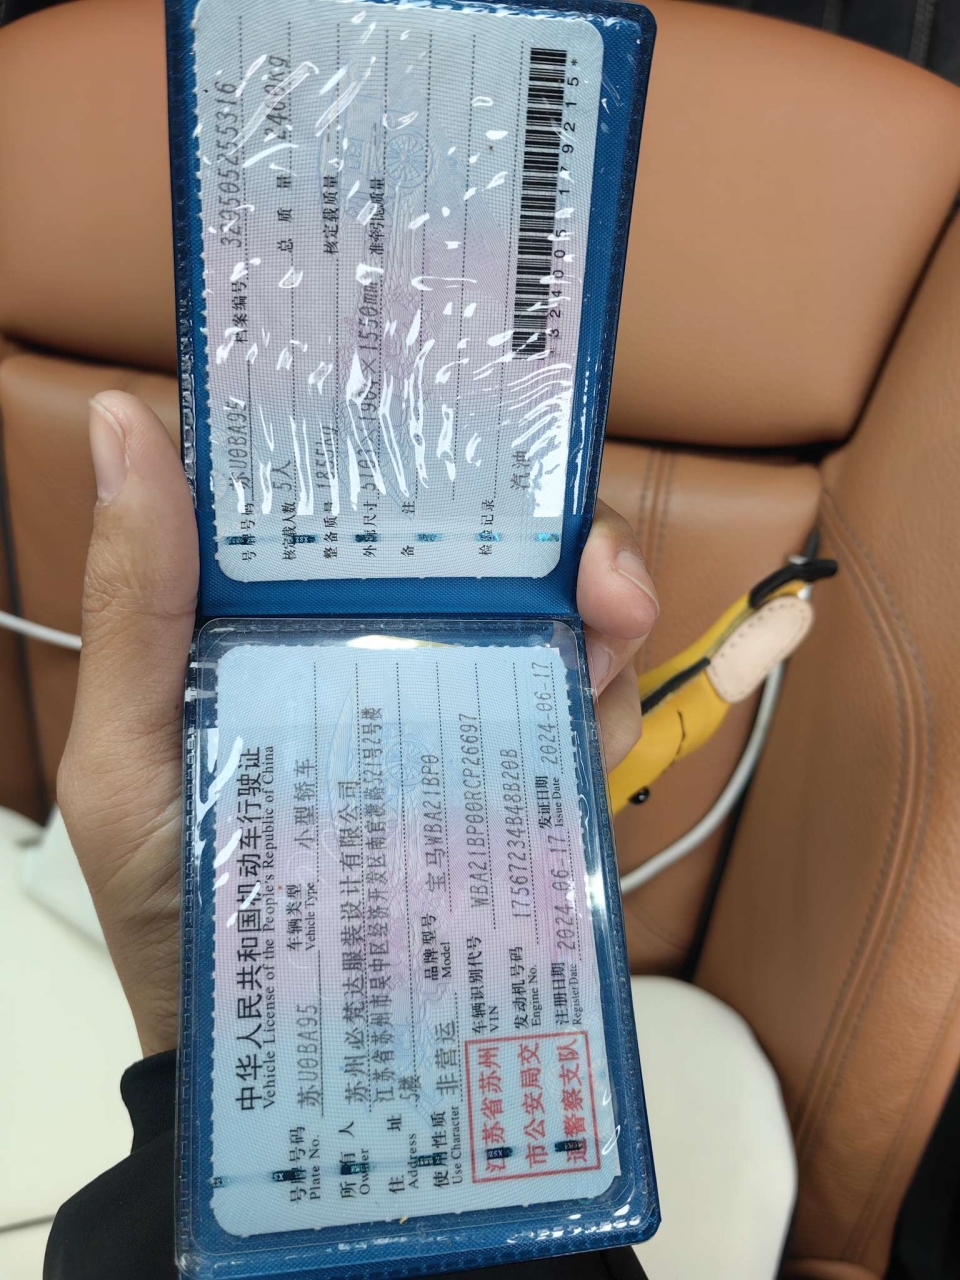 中华人民共和国机动车行驶证
Vehicle License of the People's Republic of China
号牌号码 苏U0BA95 车辆类型 小型轿车
Plate No. Vehicle Type
所有人 苏州必梵达服装设计有限公司
Owner
住址 江苏省苏州市吴中区经济开发区南官渡路521号2号楼
Address 5楼
使用性质 非营运 品牌型号 宝马WBA21BP0
Use Character Model
江苏省苏州
市公安局交
通警察支队
车辆识别代号 WBA21BP00RCP26697
VIN
发动机号码 17567234B48B20B
Engine No.
注册日期 2024-06-17 发证日期 2024-06-17
Register Date Issue Date
号牌号码 苏U0BA95 档案编号 320505255316
核定载人数 5人 总质量
整备质量 核定载质量
外廓尺寸 准牵引总质量
备注
检验记录
汽油